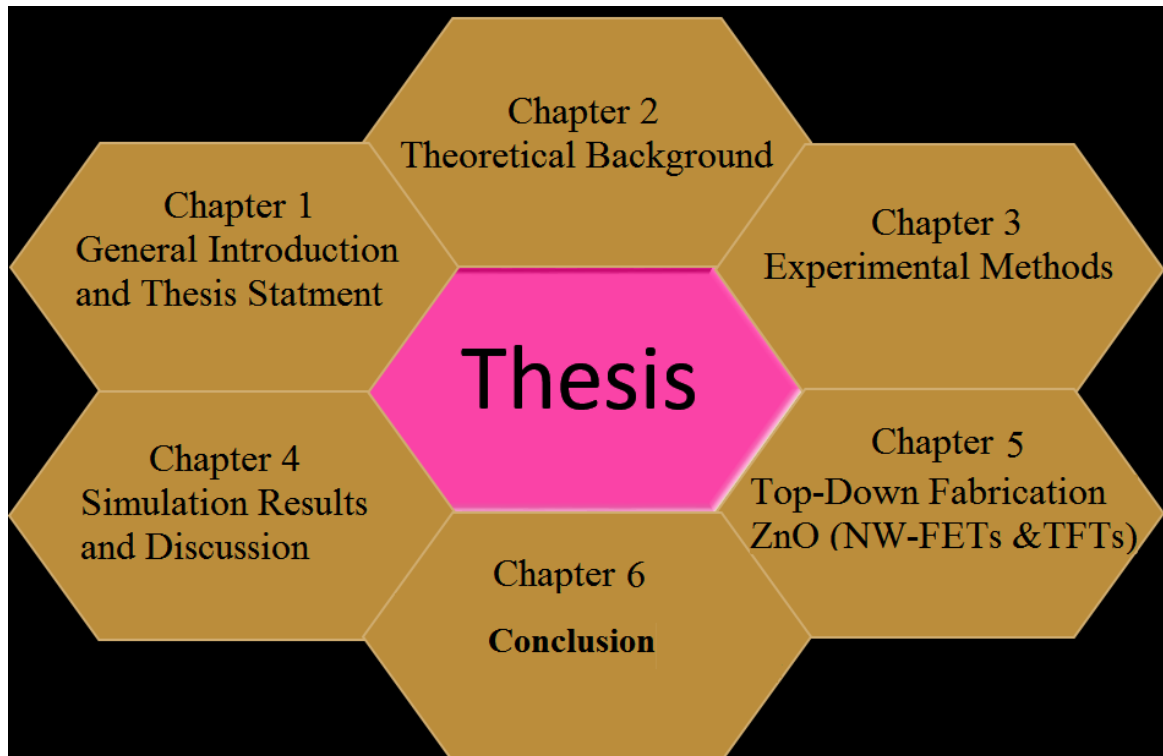 Chapter 2
Theoretical Background
Chapter 1
General Introduction
and Thesis Statment
Chapter 3
Experimental Methods
Thesis
Chapter 4
Simulation Results
and Discussion
Chapter 5
Top-Down Fabrication
ZnO (NW-FETs &TFTs)
Chapter 6
Conclusion